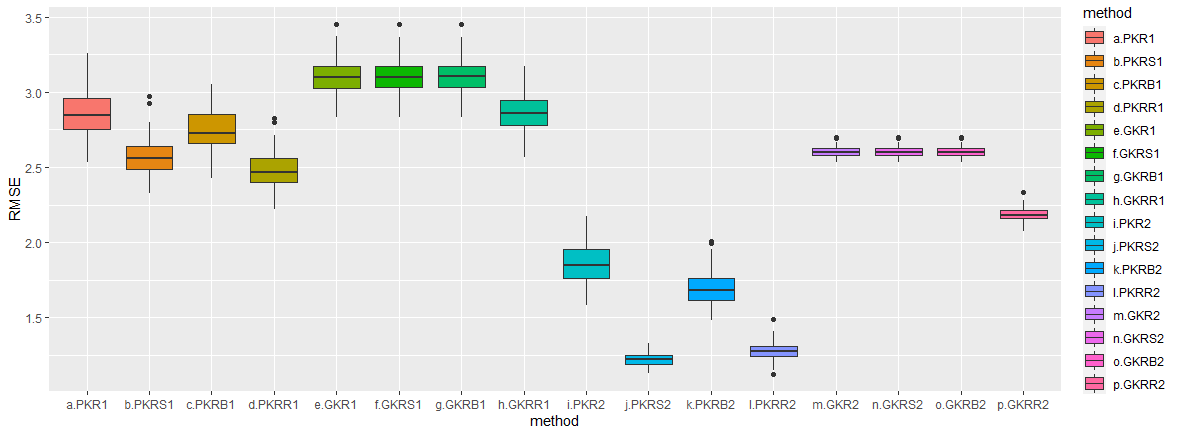 3.5
3.0
2.5
2.0
1.5
RMSE
a.PKR1 b.PKRS1 c.PKRB1 d.PKRR1 e.GKR1 f.GKRS1 g.GKRB1 h.GKRR1 i.PKR2 j.PKRS2 k.PKRB2 l.PKRR2 m.GKR2 n.GKRS2 o.GKRB2 p.GKRR2
method
method
a.PKR1
b.PKRS1
c.PKRB1
d.PKRR1
e.GKR1
f.GKRS1
g.GKRB1
h.GKRR1
i.PKR2
j.PKRS2
k.PKRB2
l.PKRR2
m.GKR2
n.GKRS2
o.GKRB2
p.GKRR2